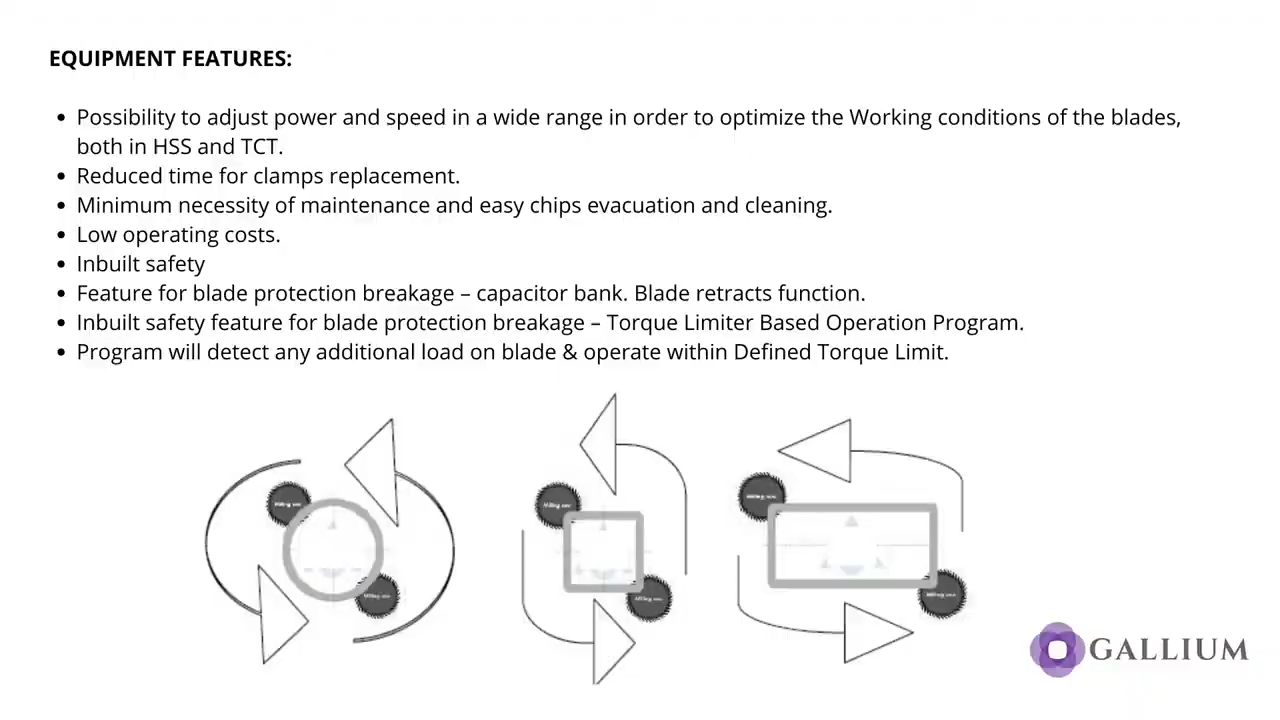 EQUIPMENT FEATURES:
• Possibility to adjust power and speed in a wide range in order to optimize the Working conditions of the blades,
both in HSS and TCT.
• Reduced time for clamps replacement.
• Minimum necessity of maintenance and easy chips evacuation and cleaning.
• Low operating costs.
• Inbuilt safety
• Feature for blade protection breakage – capacitor bank. Blade retracts function.
• Inbuilt safety feature for blade protection breakage – Torque Limiter Based Operation Program.
• Program will detect any additional load on blade & operate within Defined Torque Limit.
GALLIUM